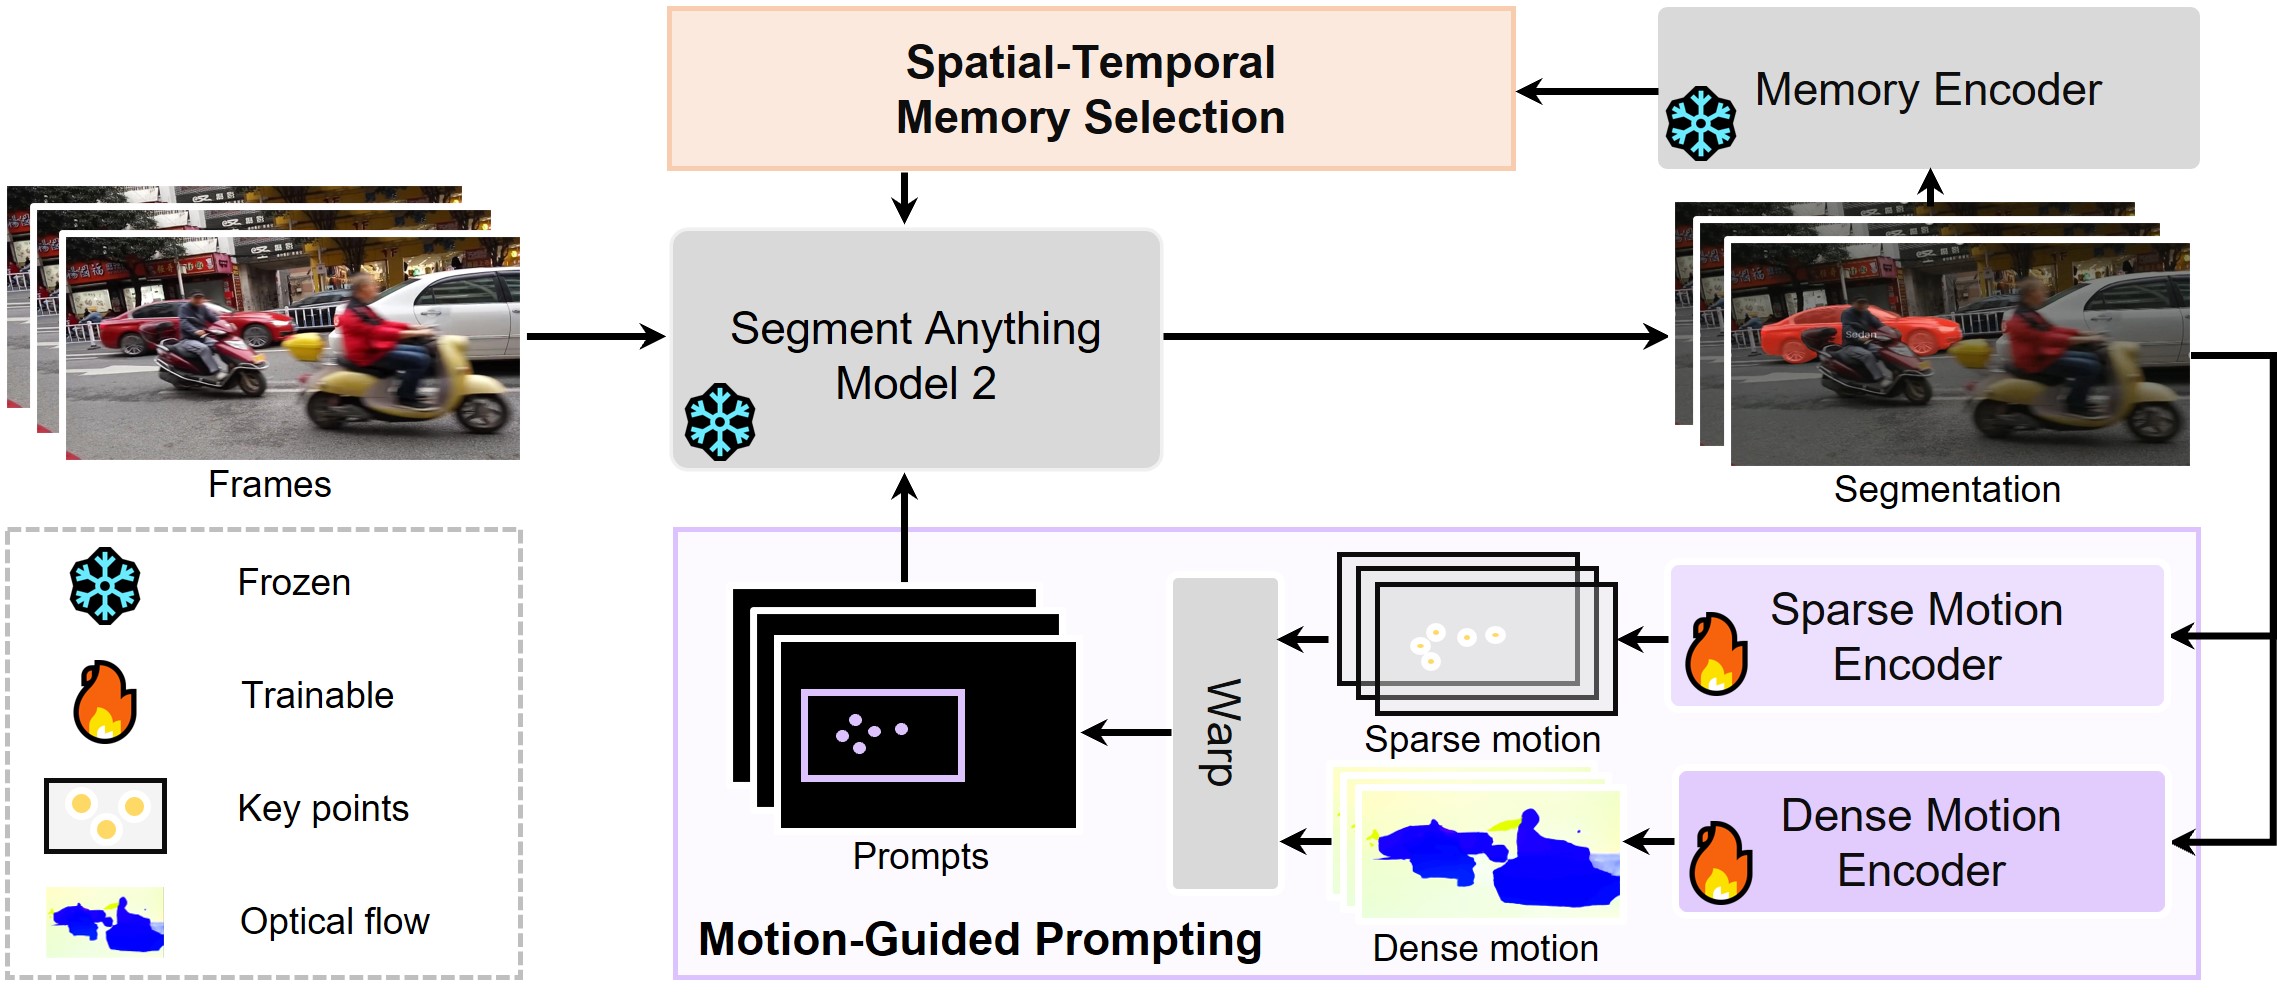 Spatial-Temporal
Memory Selection
Memory Encoder
Segment Anything
Model 2
Sedan
Frames
Segmentation
Frozen
Trainable
Key points
Optical flow
Sparse Motion
Encoder
Sparse motion
Warp
Prompts
Dense Motion
Encoder
Dense motion
Motion-Guided Prompting